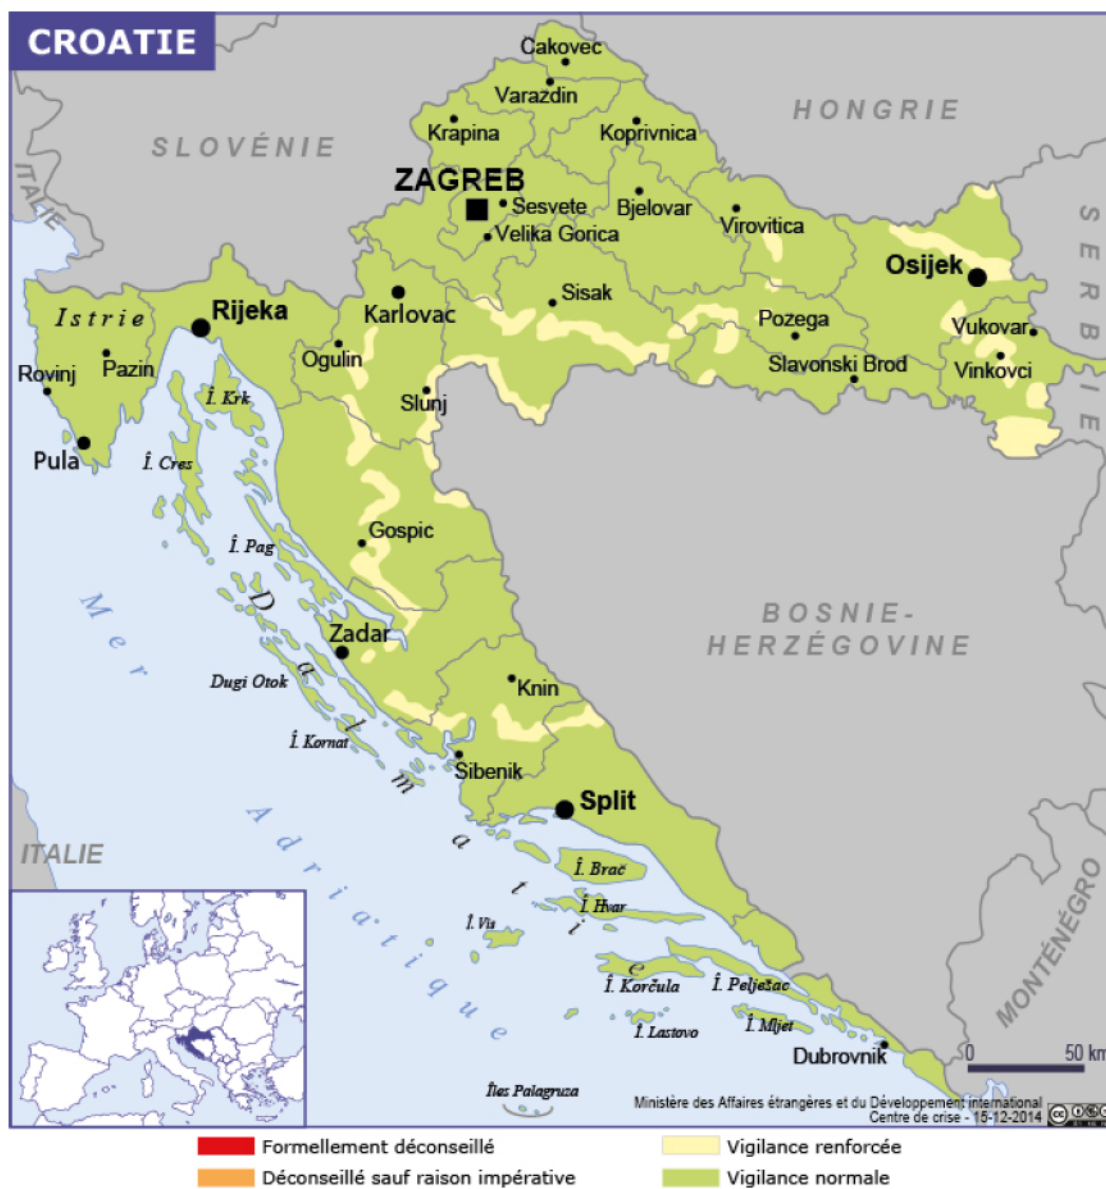 CROATIE
Čakovec
Varazdin
HONGRIE
Krapina
Koprivnica
SLOVÉNIE
ITALIE
ZAGREB
Sesvete
Bjelovar
Virovitica
Velika Gorica
SERBIE
Osijek
Sisak
Istrie
Rijeka
Karlovac
Pozega
Vukovar
Ogulin
Rovinj
Pazin
Slavonski Brod
Vinkovci
Î. Krk
Slunj
Pula
Î. Cres
Gospic
Î. Pag
Mer Adriatique
Dalmatie
BOSNIE-
HERZÉGOVINE
Zadar
Dugi Otok
Knin
Î. Kornat
Sibenik
Split
ITALIE
Î. Brač
MONTÉNÉGRO
Î. Hvar
Î. Vis
Î. Korčula
Î. Pelješac
Î. Lastovo
Î. Mljet
Dubrovnik
0 50 km
Îles Palagruza
Ministère des Affaires étrangères et du Développement international
Centre de crise - 15-12-2014
Formellement déconseillé
Vigilance renforcée
Déconseillé sauf raison impérative
Vigilance normale